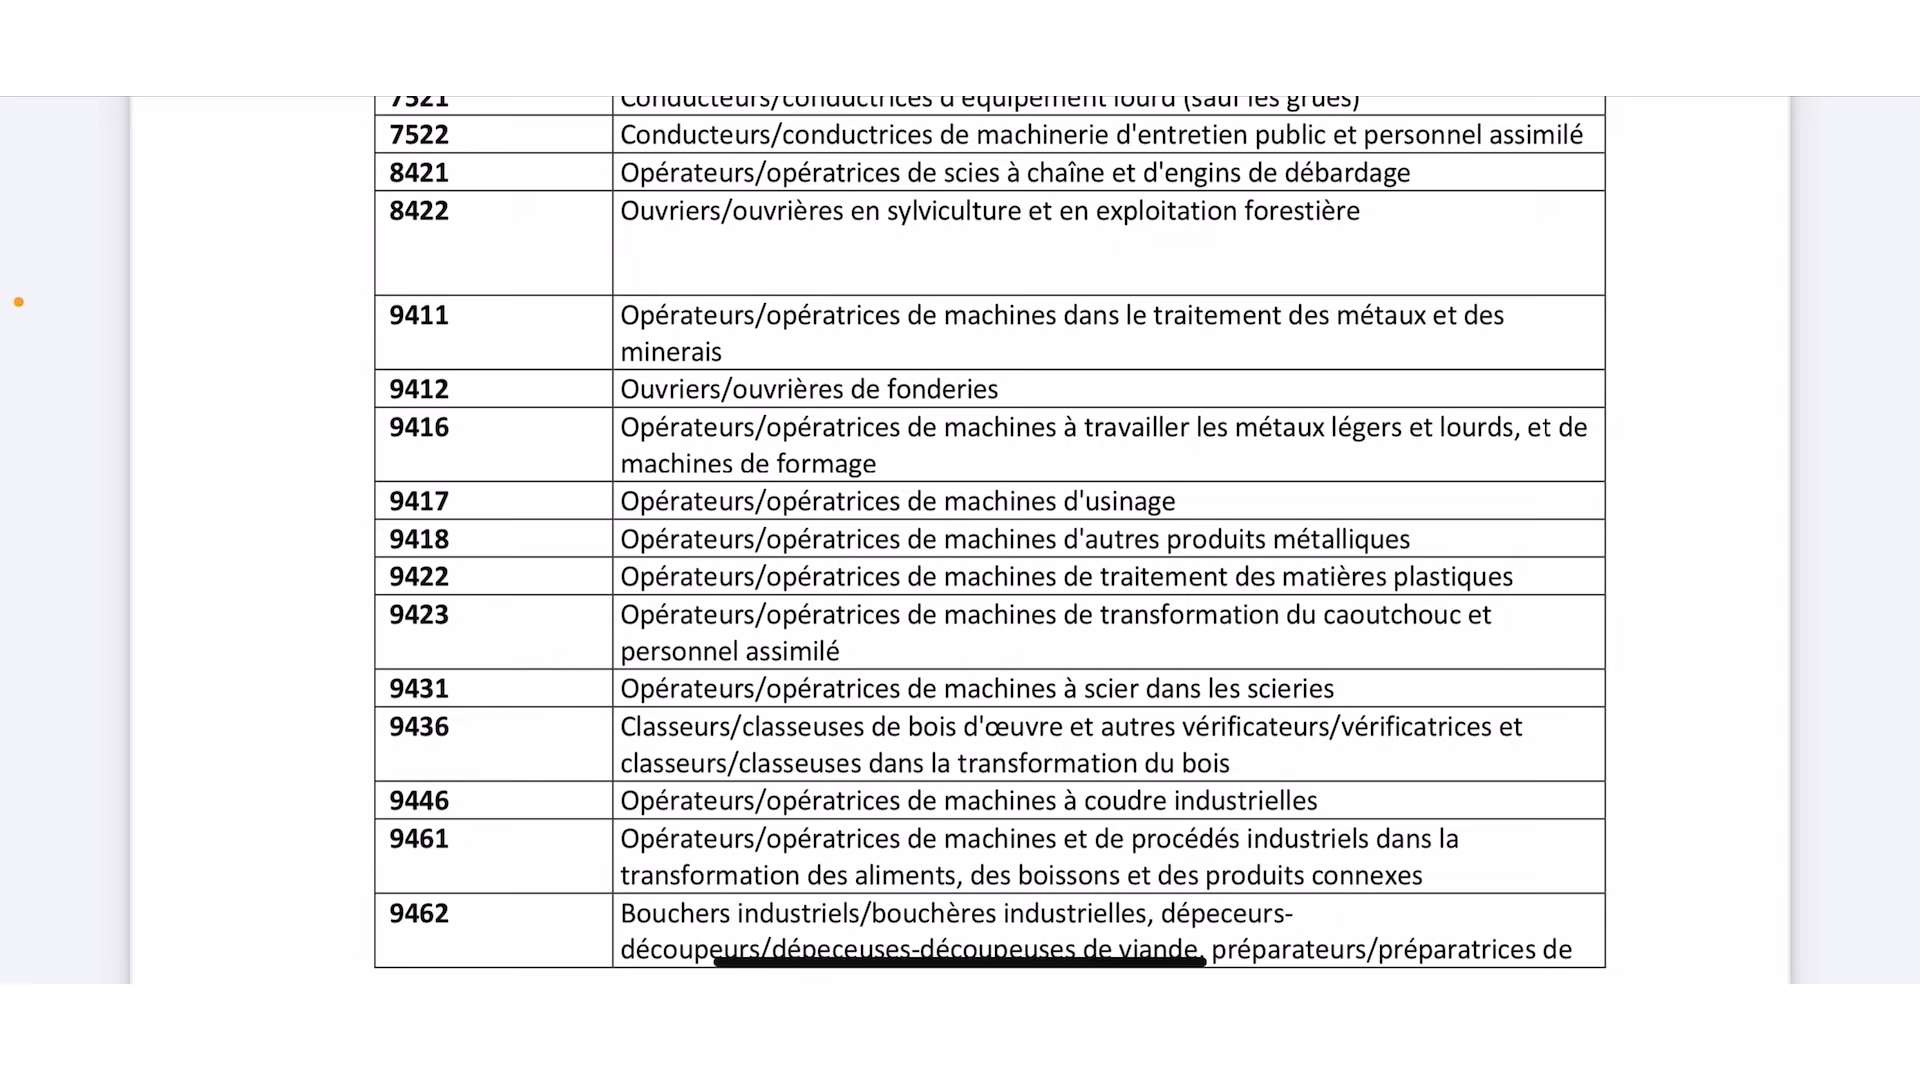 7521 Conducteurs/conductrices d'équipement lourd (sauf les grues)
7522 Conducteurs/conductrices de machinerie d'entretien public et personnel assimilé
8421 Opérateurs/opératrices de scies à chaîne et d'engins de débardage
8422 Ouvriers/ouvrières en sylviculture et en exploitation forestière
9411 Opérateurs/opératrices de machines dans le traitement des métaux et des
minerais
9412 Ouvriers/ouvrières de fonderies
9416 Opérateurs/opératrices de machines à travailler les métaux légers et lourds, et de
machines de formage
9417 Opérateurs/opératrices de machines d'usinage
9418 Opérateurs/opératrices de machines d'autres produits métalliques
9422 Opérateurs/opératrices de machines de traitement des matières plastiques
9423 Opérateurs/opératrices de machines de transformation du caoutchouc et
personnel assimilé
9431 Opérateurs/opératrices de machines à scier dans les scieries
9436 Classeurs/classeuses de bois d'œuvre et autres vérificateurs/vérificatrices et
classeurs/classeuses dans la transformation du bois
9446 Opérateurs/opératrices de machines à coudre industrielles
9461 Opérateurs/opératrices de machines et de procédés industriels dans la
transformation des aliments, des boissons et des produits connexes
9462 Bouchers industriels/bouchères industrielles, dépeceurs-
découpeurs/dépeceuses-découpeuses de viande, préparateurs/préparatrices de